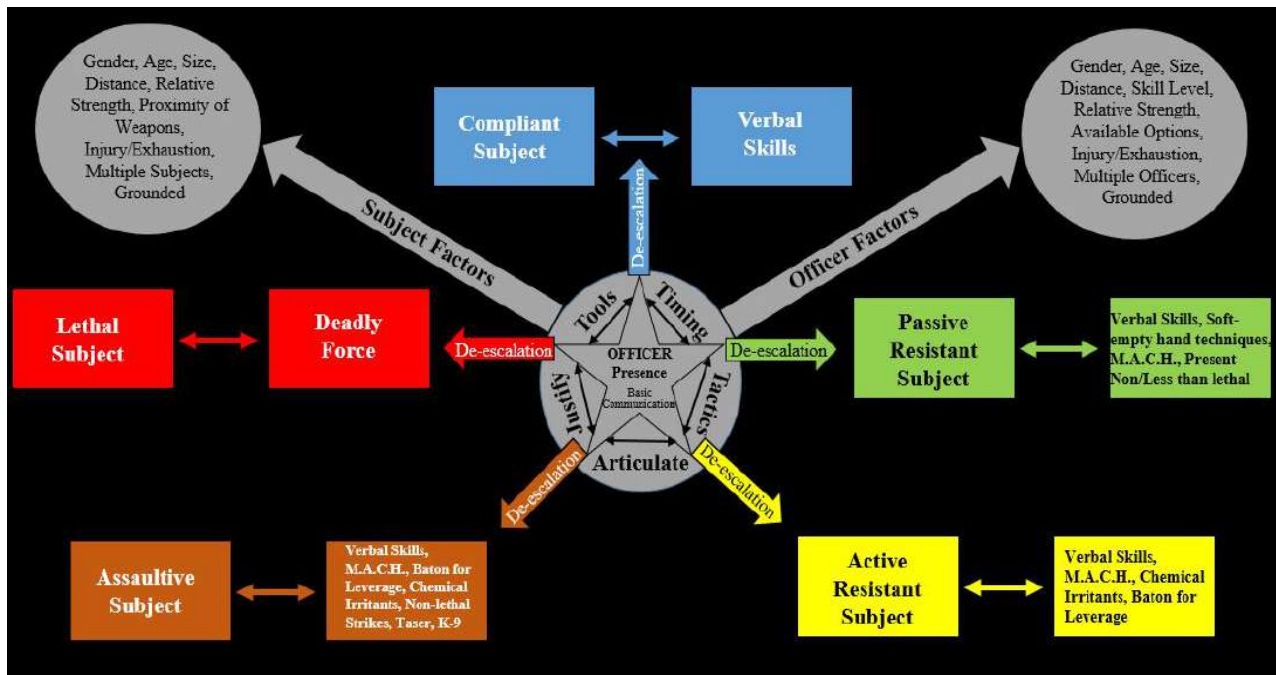 Gender, Age, Size,
Distance, Relative
Strength, Proximity of
Weapons,
Injury/Exhaustion,
Multiple Subjects,
Grounded
Compliant
Subject
Verbal
Skills
Gender, Age, Size,
Distance, Skill Level,
Relative Strength,
Available Options,
Injury/Exhaustion,
Multiple Officers,
Grounded
Subject Factors
De-escalation
Officer Factors
Lethal
Subject
Deadly
Force
De-escalation
Tools
Timing
Justify
Tactics
Articulate
OFFICER
Presence
Basic
Communication
De-escalation
Passive
Resistant
Subject
Verbal Skills, Soft-
empty hand techniques,
M.A.C.H., Present
Non/Less than lethal
De-escalation
De-escalation
Assaultive
Subject
Verbal Skills,
M.A.C.H., Baton for
Leverage, Chemical
Irritants, Non-lethal
Strikes, Taser, K-9
Active
Resistant
Subject
Verbal Skills,
M.A.C.H., Chemical
Irritants, Baton for
Leverage